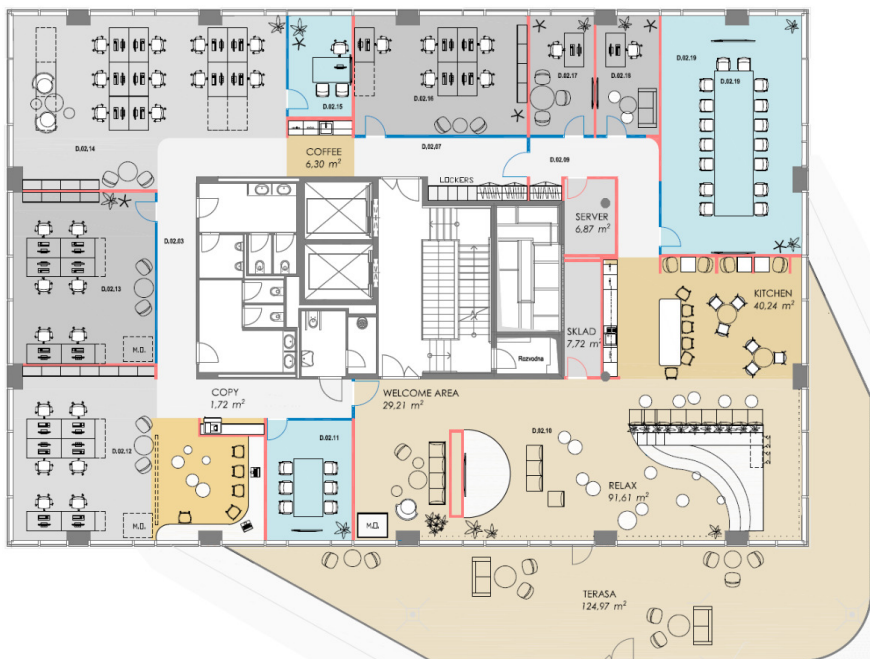 D.02.15
D.02.16
D.02.17
D.02.18
D.02.19
D.02.18
D.02.14
COFFEE
6,30 m²
D.02.07
D.02.09
LOCKERS
SERVER
6,87 m²
D.02.03
D.02.13
M.D.
SKLAD
7,72 m²
KITCHEN
40,24 m²
Rozvodna
COPY
1,72 m²
WELCOME AREA
29,21 m²
D.02.12
D.02.11
D.02.10
RELAX
91,61 m²
M.D.
M.D.
TERASA
124,97 m²